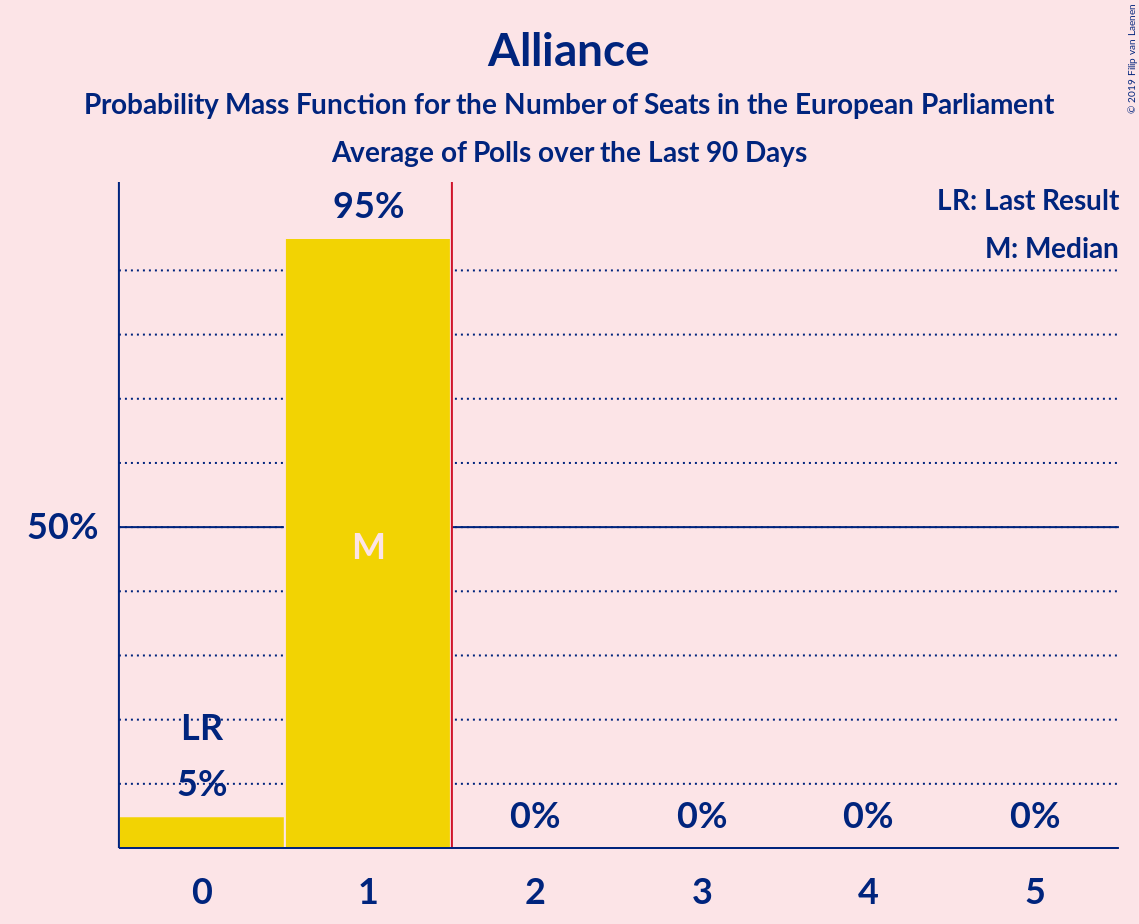 Alliance
Probability Mass Function for the Number of Seats in the European Parliament
Average of Polls over the Last 90 Days
© 2019 Filip van Laenen
LR: Last Result
M: Median
95%
50%
M
LR
5%
0% 0% 0% 0%
0 1 2 3 4 5